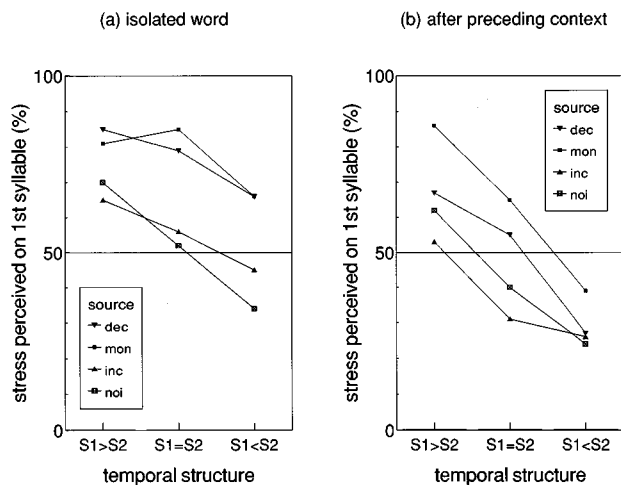 (a) isolated word
stress perceived on 1st syllable (%)
100
50
0
source
dec
mon
inc
noi
S1>S2 S1=S2 S1<S2
temporal structure
(b) after preceding context
stress perceived on 1st syllable (%)
100
50
0
source
dec
mon
inc
noi
S1>S2 S1=S2 S1<S2
temporal structure